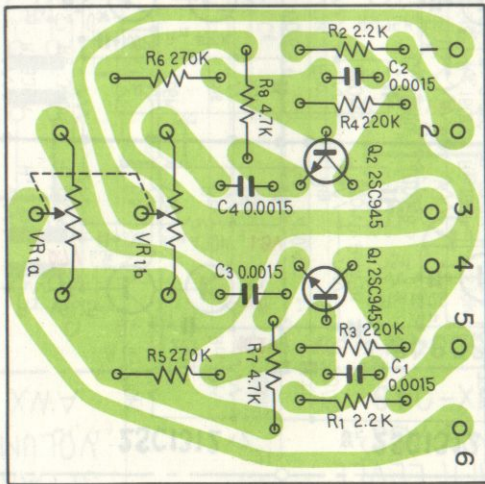 R2 2.2K
1
R6 270K
C2
0.0015
R8 4.7K
R4 220K
2
Q2 2SC945
C4 0.0015
3
VR1a
VR1b
4
C3 0.0015
Q1 2SC945
5
R3 220K
R5 270K
R7 4.7K
C1
0.0015
R1 2.2K
6